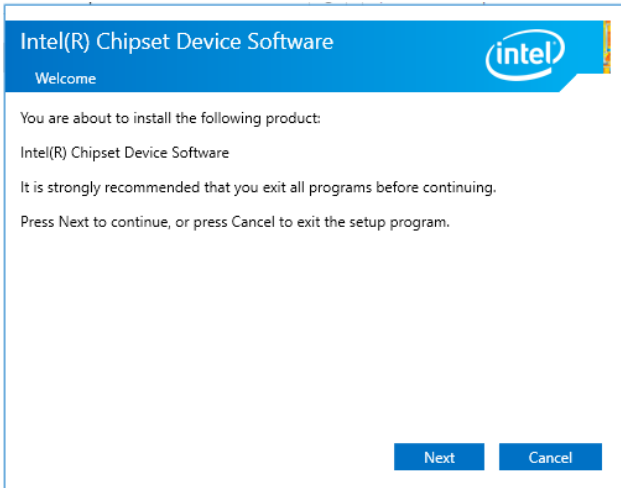 Intel(R) Chipset Device Software
intel
Welcome
You are about to install the following product:
Intel(R) Chipset Device Software
It is strongly recommended that you exit all programs before continuing.
Press Next to continue, or press Cancel to exit the setup program.
Next
Cancel